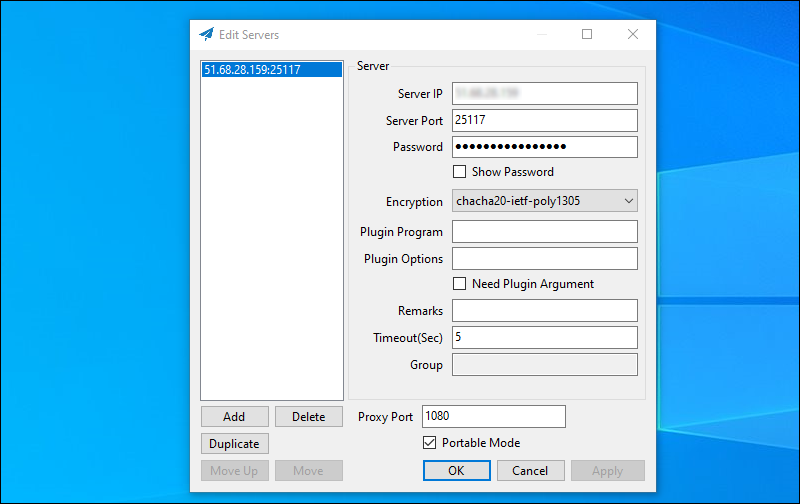 Edit Servers
51.68.28.159:25117
Server
Server IP
Server Port 25117
Password ●●●●●●●●●●●●●●●●
Show Password
Encryption chacha20-ietf-poly1305
Plugin Program
Plugin Options
Need Plugin Argument
Remarks
Timeout(Sec) 5
Group
Add Delete Proxy Port 1080
Duplicate Portable Mode
Move Up Move OK Cancel Apply